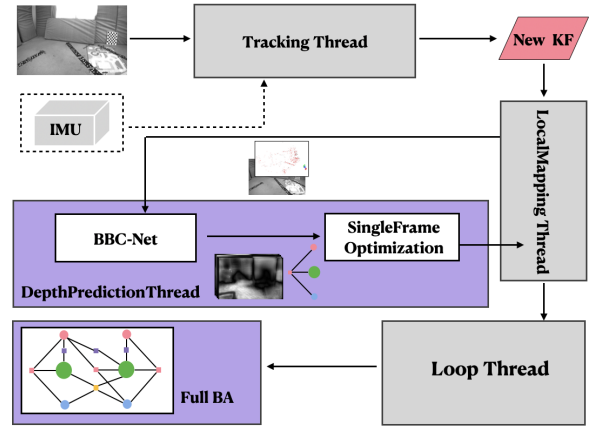 Tracking Thread
New KF
IMU
LocalMapping Thread
BBC-Net
SingleFrame
Optimization
DepthPredictionThread
Full BA
Loop Thread